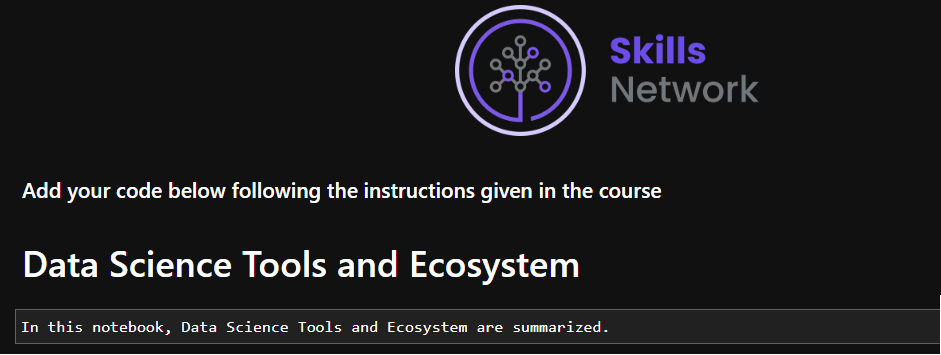 Skills
Network
Add your code below following the instructions given in the course
Data Science Tools and Ecosystem
In this notebook, Data Science Tools and Ecosystem are summarized.